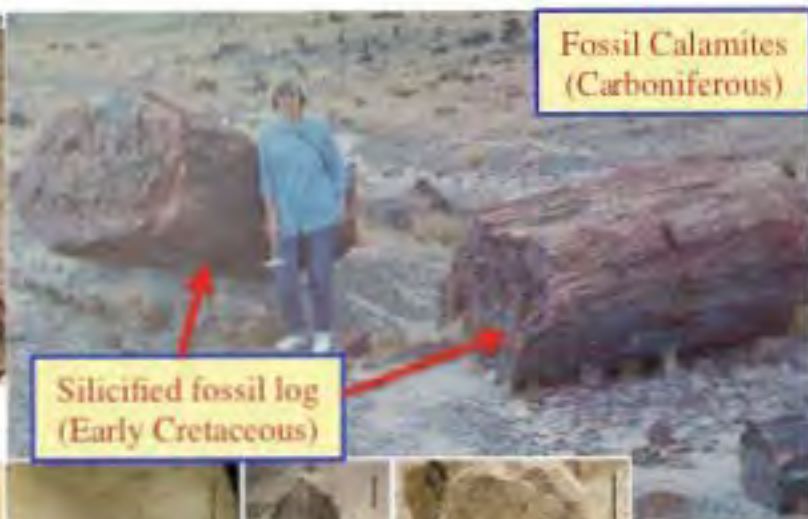 Fossil Calamites
(Carboniferous)
Silicified fossil log
(Early Cretaceous)